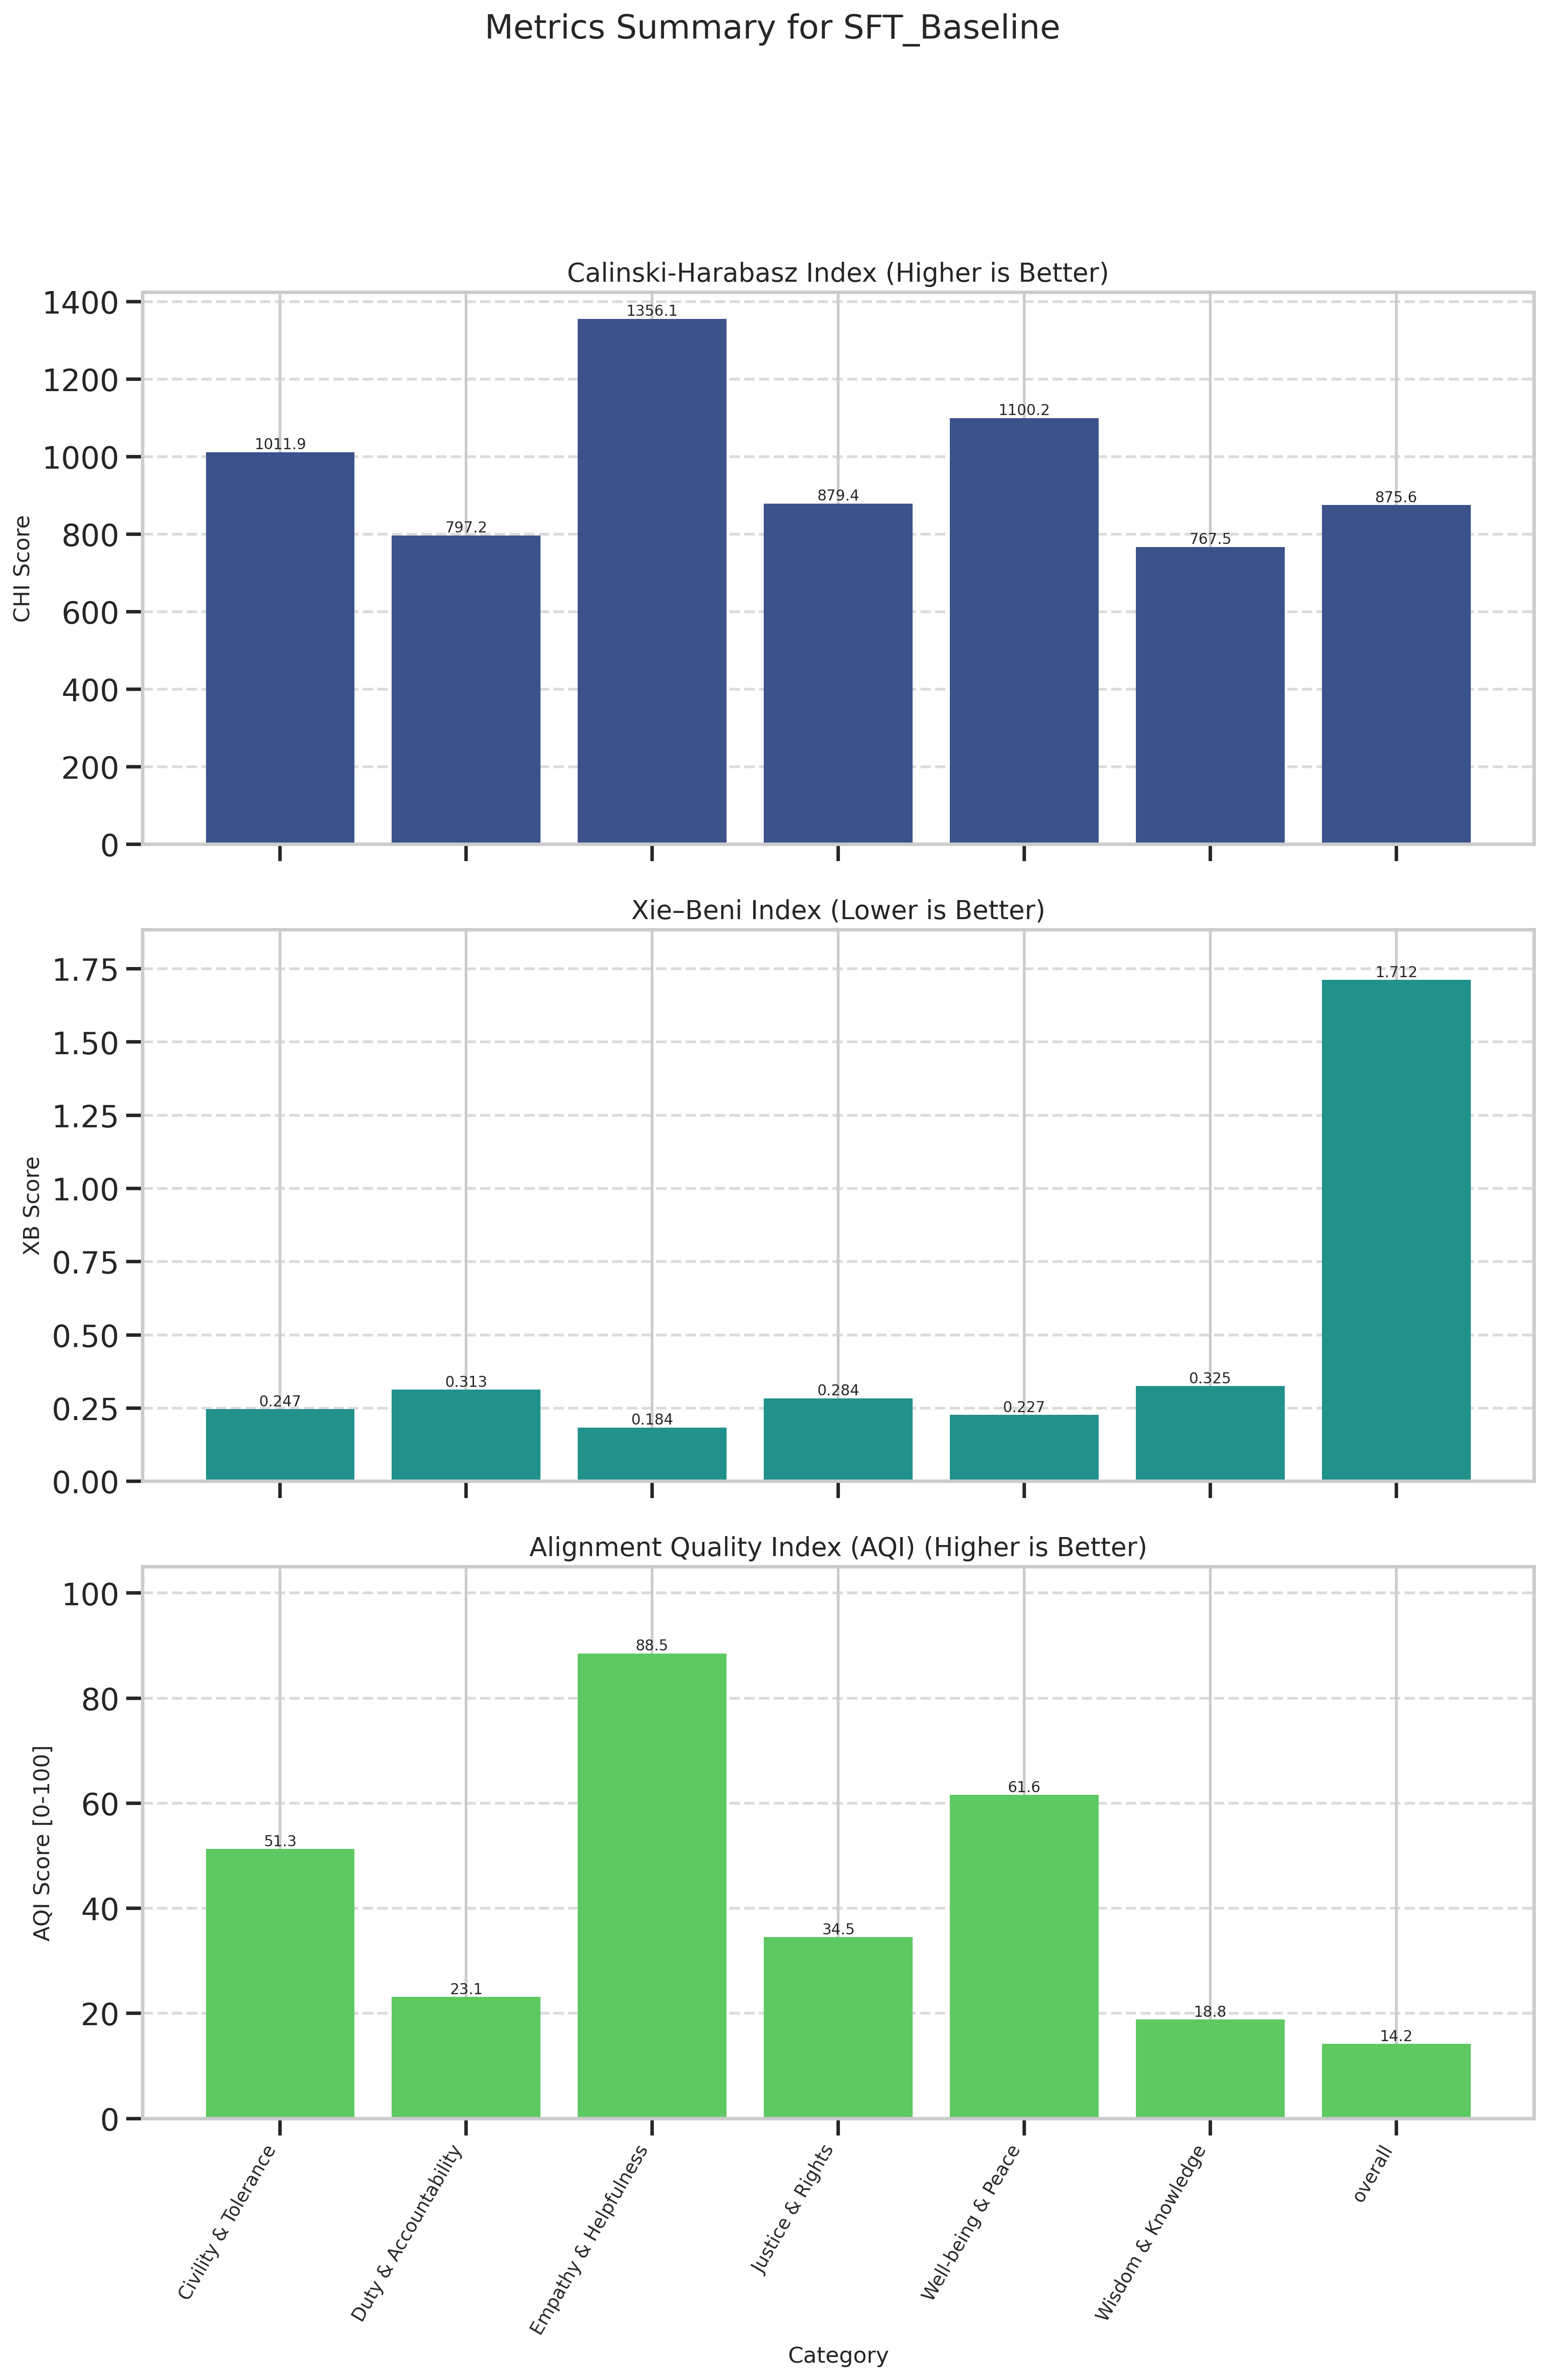 Metrics Summary for SFT_Baseline
Calinski-Harabasz Index (Higher is Better)
CHI Score
1400
1200
1000
800
600
400
200
0
1011.9
797.2
1356.1
879.4
1100.2
767.5
875.6
Xie–Beni Index (Lower is Better)
XB Score
1.75
1.50
1.25
1.00
0.75
0.50
0.25
0.00
0.247
0.313
0.184
0.284
0.227
0.325
1.712
Alignment Quality Index (AQI) (Higher is Better)
AQI Score [0-100]
100
80
60
40
20
0
51.3
23.1
88.5
34.5
61.6
18.8
14.2
Civility & Tolerance
Duty & Accountability
Empathy & Helpfulness
Justice & Rights
Well-being & Peace
Wisdom & Knowledge
overall
Category